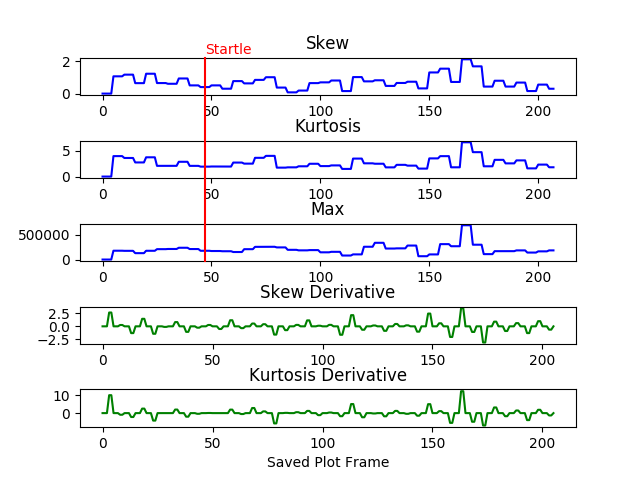 Startle
Skew
2
0
0 50 100 150 200
Kurtosis
5
0
0 50 100 150 200
Max
500000
0
0 50 100 150 200
Skew Derivative
2.5
0.0
−2.5
0 50 100 150 200
Kurtosis Derivative
10
0
0 50 100 150 200
Saved Plot Frame